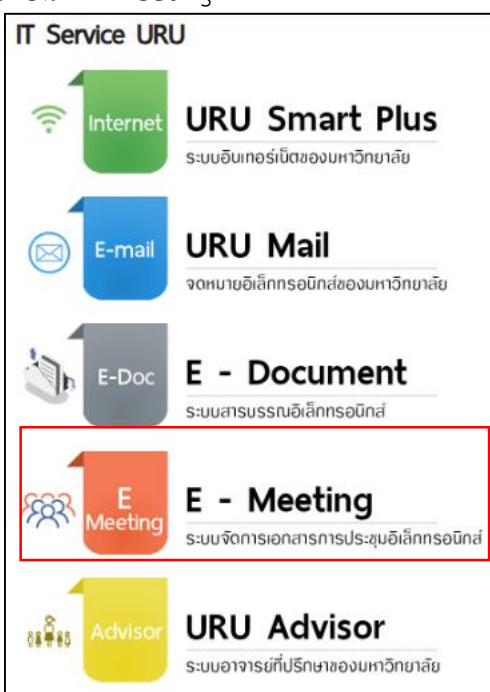 IT Service URU
Internet
URU Smart Plus
ระบบอินเทอร์เน็ตของมหาวิทยาลัย
E-mail
URU Mail
จดหมายอิเล็กทรอนิกส์ของมหาวิทยาลัย
E-Doc
E - Document
ระบบสารบรรณอิเล็กทรอนิกส์
E
Meeting
E - Meeting
ระบบจัดการเอกสารการประชุมอิเล็กทรอนิกส์
Advisor
URU Advisor
ระบบอาจารย์ที่ปรึกษาของมหาวิทยาลัย